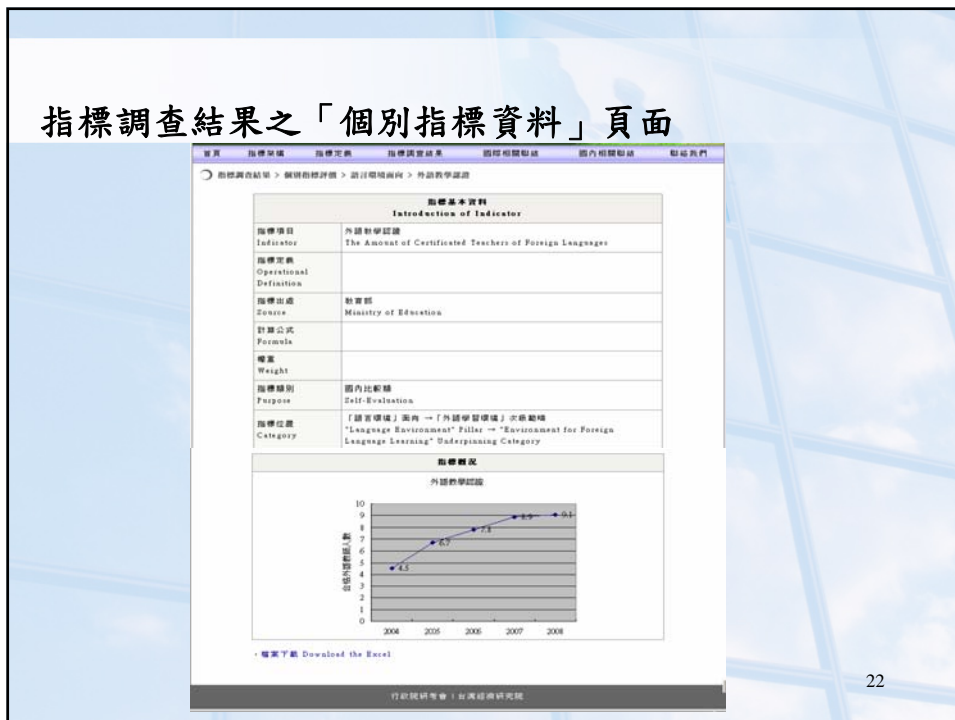 指標調查結果之「個別指標資料」頁面
首頁 指標架構 指標定義 指標調查結果 國際相關聯結 國內相關聯結 聯絡我們
指標調查結果 > 個別指標評價 > 語言環境面向 > 外語教學認證
指標基本資料
Introduction of Indicator
指標項目
Indicator
外語教學認證
The Amount of Certificated Teachers of Foreign Languages
指標定義
Operational
Definition
指標出處
Source
教育部
Ministry of Education
計算公式
Formula
權重
Weight
指標類別
Purpose
國內比較類
Self-Evaluation
指標位置
Category
「語言環境」面向 → 「外語學習環境」次級範疇
"Language Environment" Pillar → "Environment for Foreign
Language Learning" Underpinning Category
指標概況
外語教學認證
合格外語教師人數
10
9
8
7
6
5
4
3
2
1
0
4.5
6.7
7.8
8.9
9.1
2004 2005 2006 2007 2008
檔案下載 Download the Excel
行政院研考會 | 台灣經濟研究院
22